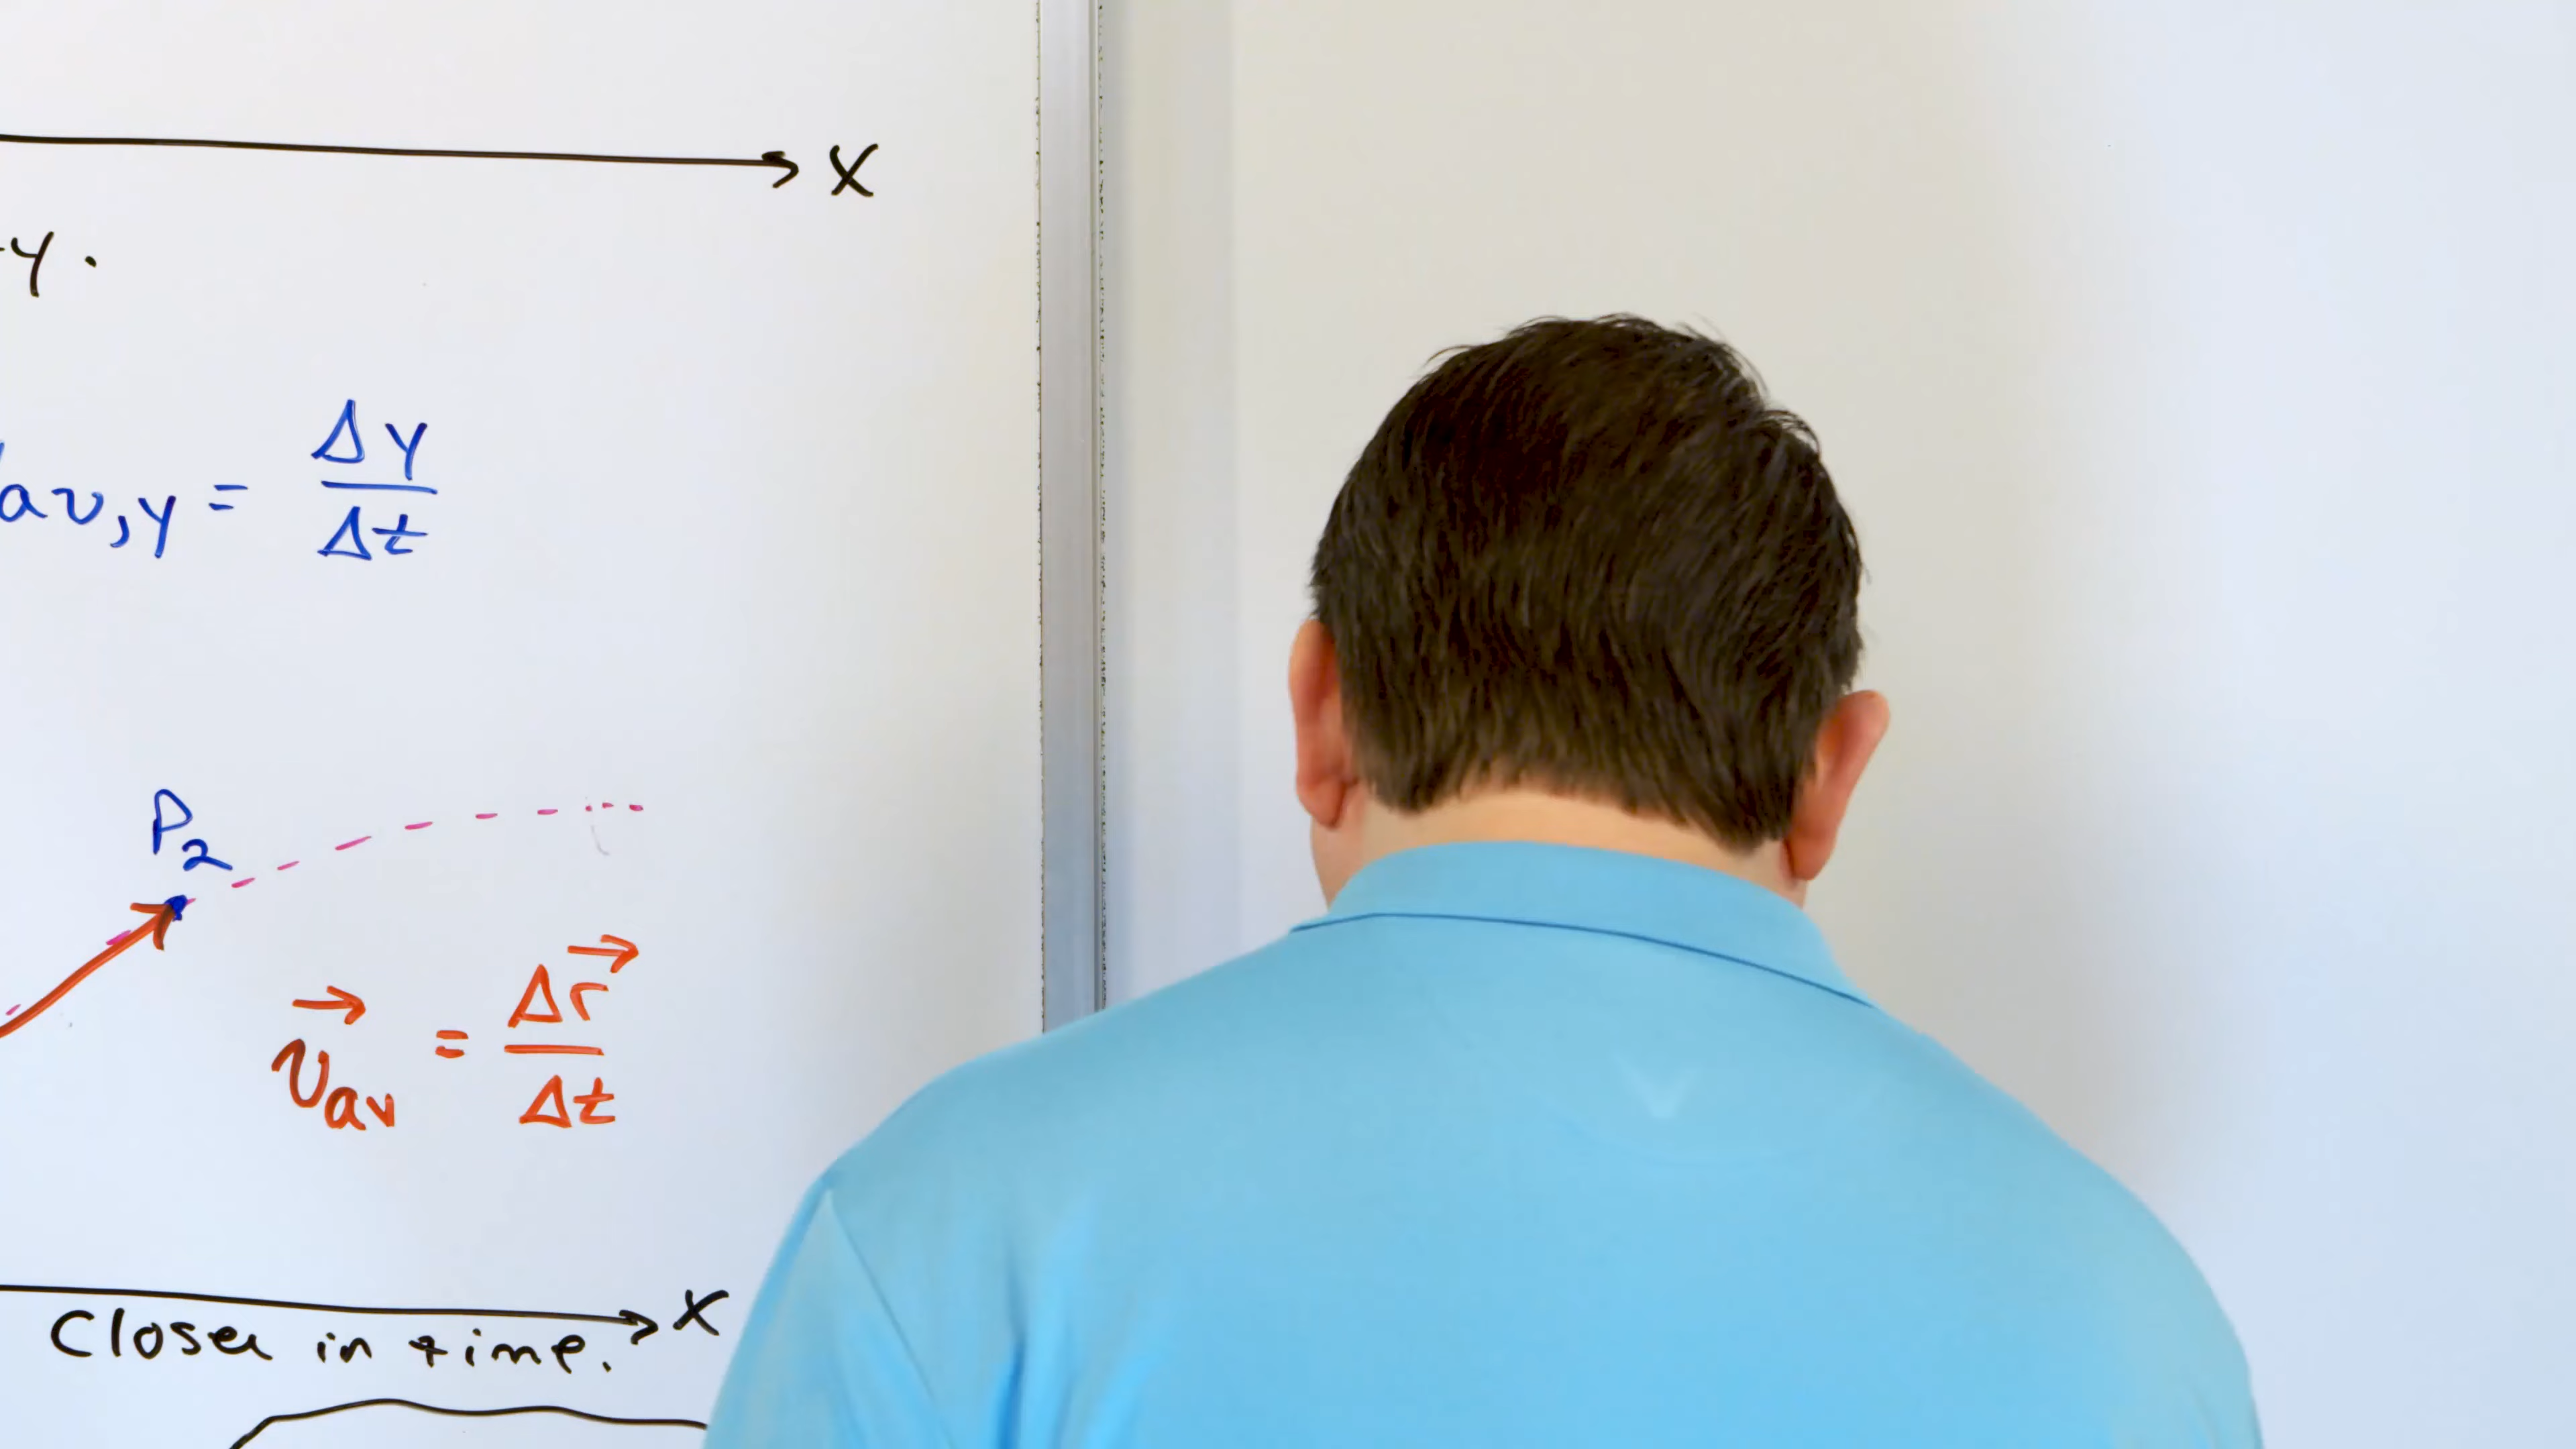 X
y.
av,y = Δy/Δt
P₂
v⃗av = Δr⃗/Δt
X
Closer in time.